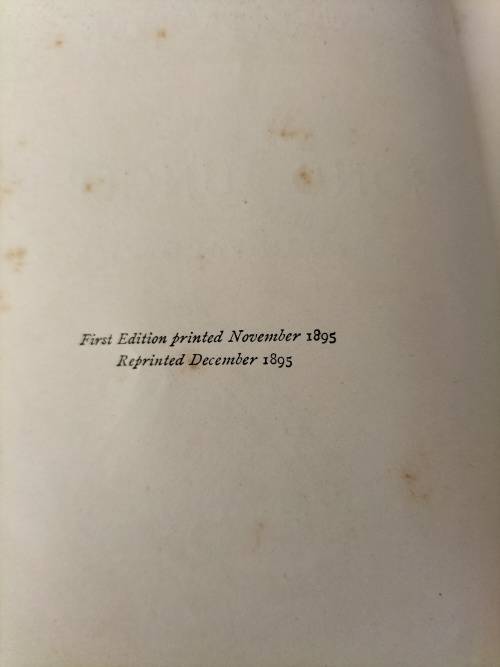 First Edition printed November 1895
Reprinted December 1895